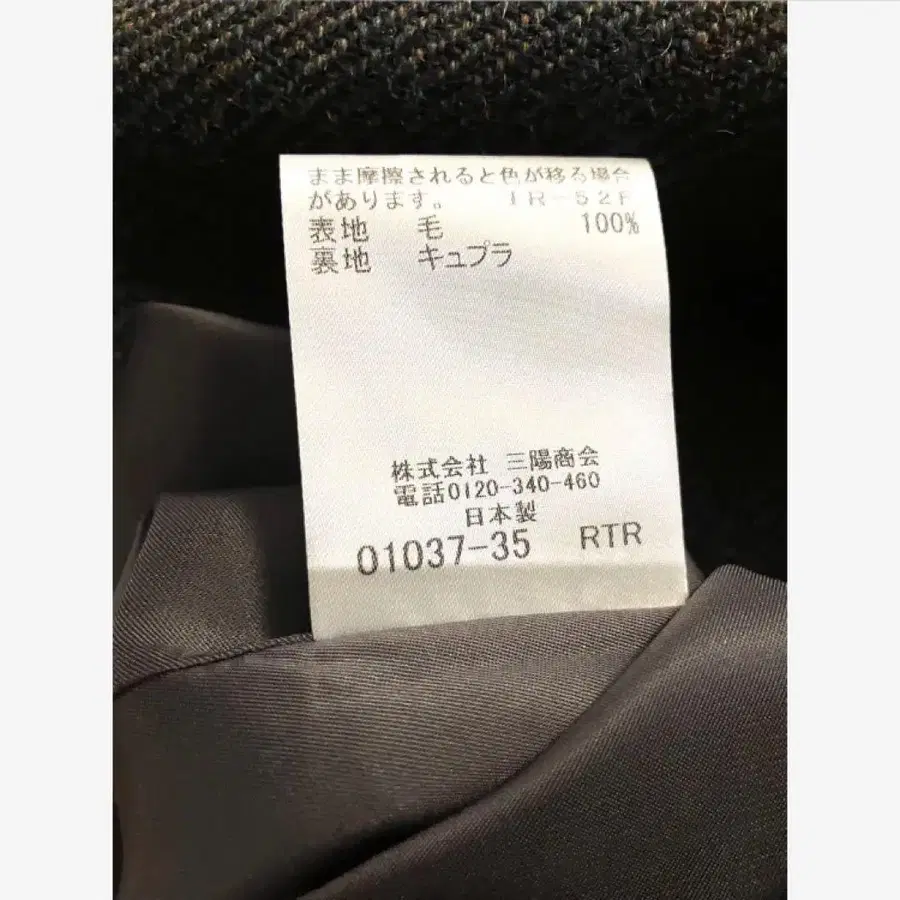 まま摩擦されると色が移る場合
があります。 IR-52F
表地 毛 100%
裏地 キュプラ
株式会社 三陽商会
電話0120-340-460
日本製
01037-35 RTR